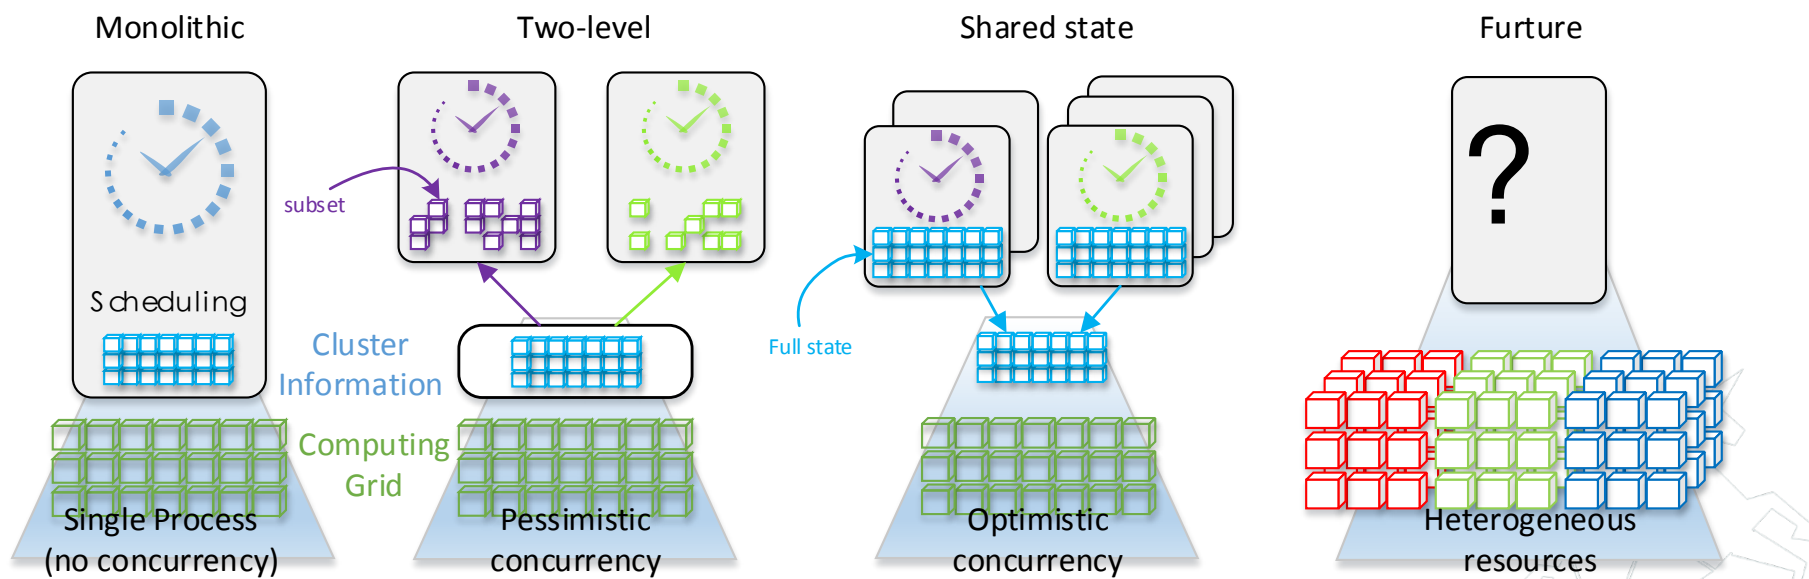 Monolithic
Two-level
Shared state
Furture
subset
Scheduling
Cluster
Information
Full state
?
Computing
Grid
Single Process
(no concurrency)
Pessimistic
concurrency
Optimistic
concurrency
Heterogeneous
resources